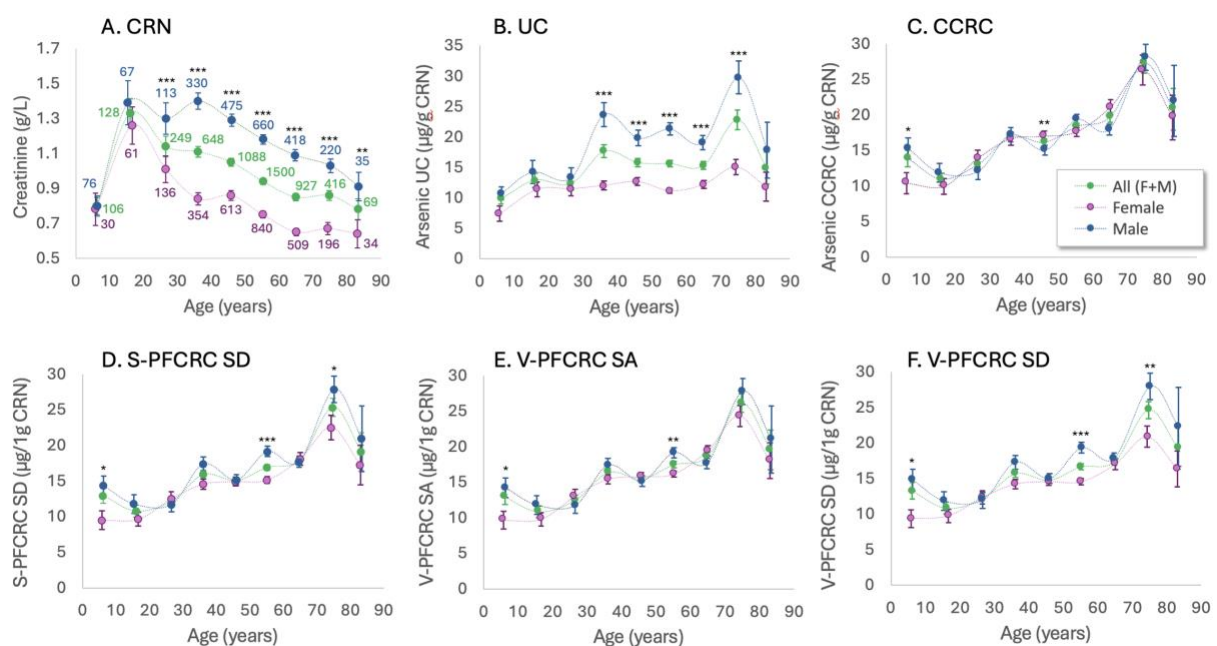 A. CRN
Creatinine (g/L)
1.7
1.5
1.3
1.1
0.9
0.7
0.5
67
***
113
***
330
***
475
***
660
***
418
***
220
**
35
128
249
648
1088
1500
927
416
69
76
106
30
61
136
354
613
840
509
196
34
0 10 20 30 40 50 60 70 80 90
Age (years)
B. UC
Arsenic UC (µg/g CRN)
35
30
25
20
15
10
5
0
*** *** *** *** ***
0 10 20 30 40 50 60 70 80 90
Age (years)
C. CCRC
Arsenic CCRC (µg/g CRN)
30
25
20
15
10
5
0
* **
All (F+M)
Female
Male
0 10 20 30 40 50 60 70 80 90
Age (years)
D. S-PFCRC SD
S-PFCRC SD (µg/1g CRN)
30
25
20
15
10
5
0
* *** *
0 10 20 30 40 50 60 70 80 90
Age (years)
E. V-PFCRC SA
V-PFCRC SA (µg/1g CRN)
30
25
20
15
10
5
0
* **
0 10 20 30 40 50 60 70 80 90
Age (years)
F. V-PFCRC SD
V-PFCRC SD (µg/1g CRN)
30
25
20
15
10
5
0
* *** **
0 10 20 30 40 50 60 70 80 90
Age (years)